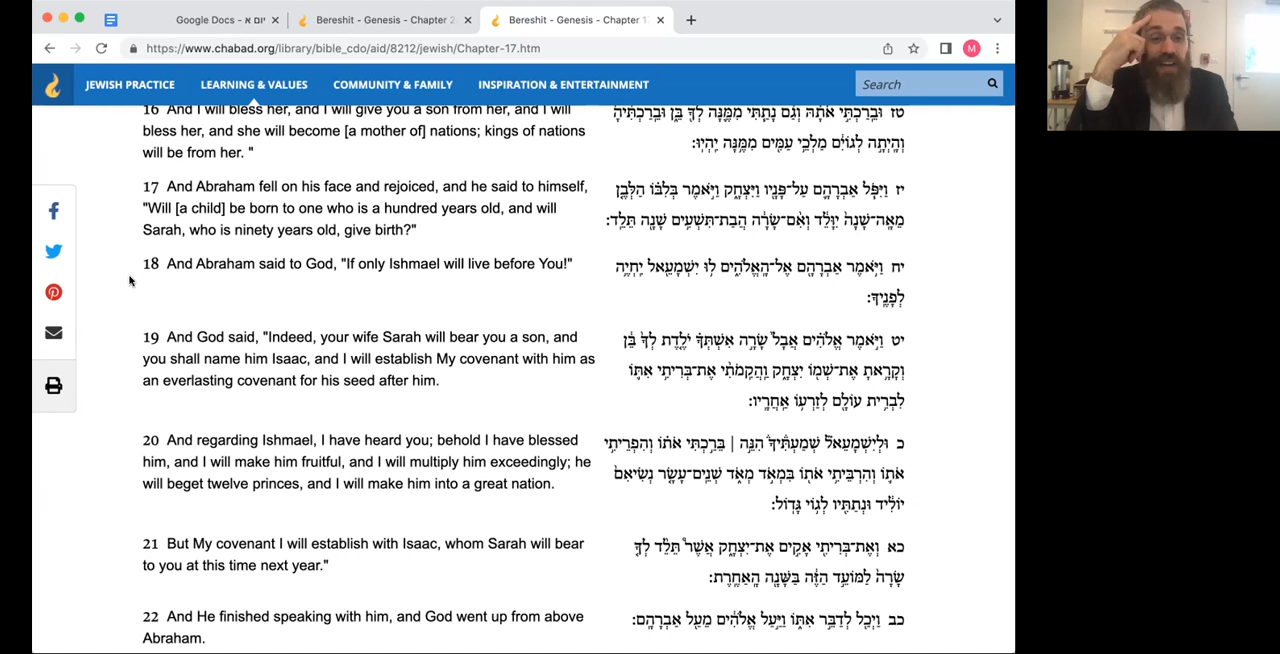 Google Docs - יום א
Bereshit - Genesis - Chapter 2
Bereshit - Genesis - Chapter 1
https://www.chabad.org/library/bible_cdo/aid/8212/jewish/Chapter-17.htm
M
JEWISH PRACTICE LEARNING & VALUES COMMUNITY & FAMILY INSPIRATION & ENTERTAINMENT
Search
16 And I will bless her, and I will give you a son from her, and I will
bless her, and she will become [a mother of] nations; kings of nations
will be from her. "
טז וּבֵרַכְתִּ֣י אֹתָ֔הּ וְגַ֨ם נָתַ֧תִּי מִמֶּ֛נָּה לְךָ֖ בֵּ֑ן וּבֵֽרַכְתִּ֨יהָ֙
וְהָֽיְתָ֣ה לְגוֹיִ֔ם מַלְכֵ֥י עַמִּ֖ים מִמֶּ֥נָּה יִֽהְיֽוּ:
17 And Abraham fell on his face and rejoiced, and he said to himself,
"Will [a child] be born to one who is a hundred years old, and will
Sarah, who is ninety years old, give birth?"
יז וַיִּפֹּ֧ל אַבְרָהָ֛ם עַל־פָּנָ֖יו וַיִּצְחָ֑ק וַיֹּ֣אמֶר בְּלִבּ֗וֹ הַלְּבֶ֤ן
מֵאָֽה־שָׁנָה֙ יִוָּלֵ֔ד וְאִ֨ם־שָׂרָ֔ה הֲבַת־תִּשְׁעִ֥ים שָׁנָ֖ה תֵּלֵֽד:
18 And Abraham said to God, "If only Ishmael will live before You!"
יח וַיֹּ֥אמֶר אַבְרָהָ֖ם אֶל־הָֽאֱלֹהִ֑ים ל֥וּ יִשְׁמָעֵ֖אל יִֽחְיֶ֥ה
לְפָנֶֽיךָ:
19 And God said, "Indeed, your wife Sarah will bear you a son, and
you shall name him Isaac, and I will establish My covenant with him as
an everlasting covenant for his seed after him.
יט וַיֹּ֣אמֶר אֱלֹהִ֗ים אֲבָל֙ שָׂרָ֣ה אִשְׁתְּךָ֗ יֹלֶ֤דֶת לְךָ֙ בֵּ֔ן
וְקָרָ֥אתָ אֶת־שְׁמ֖וֹ יִצְחָ֑ק וַֽהֲקִֽמֹתִ֨י אֶת־בְּרִיתִ֥י אִתּ֛וֹ
לִבְרִ֥ית עוֹלָ֖ם לְזַרְע֥וֹ אַֽחֲרָֽיו:
20 And regarding Ishmael, I have heard you; behold I have blessed
him, and I will make him fruitful, and I will multiply him exceedingly; he
will beget twelve princes, and I will make him into a great nation.
כ וּלְיִשְׁמָעֵאל֘ שְׁמַעְתִּ֒יךָ֒ הִנֵּ֣ה | בֵּרַ֣כְתִּי אֹת֗וֹ וְהִפְרֵיתִ֥י
אֹת֛וֹ וְהִרְבֵּיתִ֥י אֹת֖וֹ בִּמְאֹ֣ד מְאֹ֑ד שְׁנֵים־עָשָׂ֤ר נְשִׂיאִם֙
יוֹלִ֔יד וּנְתַתִּ֖יו לְג֥וֹי גָּדֽוֹל:
21 But My covenant I will establish with Isaac, whom Sarah will bear
to you at this time next year."
כא וְאֶת־בְּרִיתִ֖י אָקִ֣ים אֶת־יִצְחָ֑ק אֲשֶׁר֩ תֵּלֵ֨ד לְךָ֤
שָׂרָה֙ לַמּוֹעֵ֣ד הַזֶּ֔ה בַּשָּׁנָ֖ה הָֽאַחֶֽרֶת:
22 And He finished speaking with him, and God went up from above
Abraham.
כב וַיְכַ֖ל לְדַבֵּ֣ר אִתּ֑וֹ וַיַּ֣עַל אֱלֹהִ֔ים מֵעַ֖ל אַבְרָהָֽם: